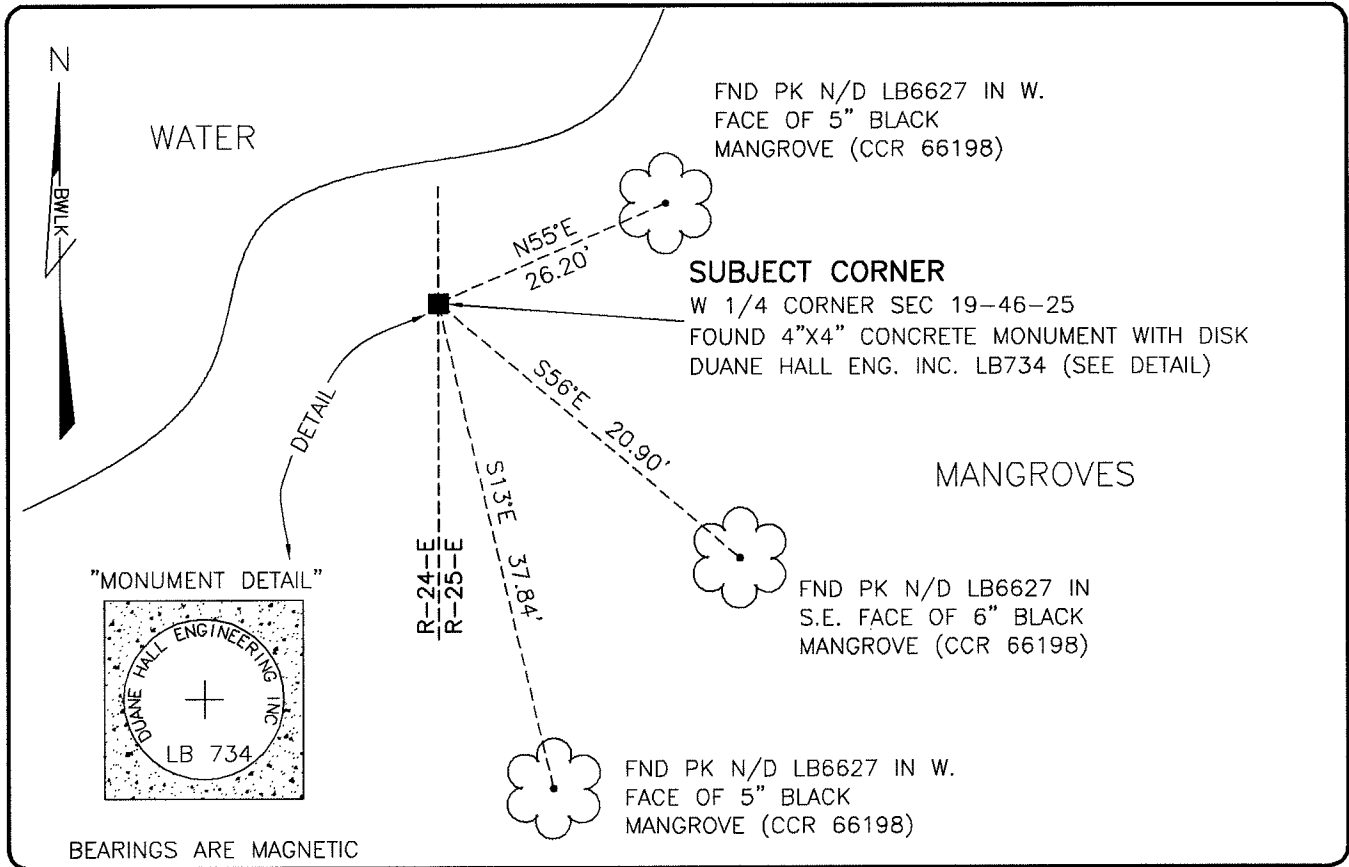 N
WATER
BWLK
FND PK N/D LB6627 IN W.
FACE OF 5" BLACK
MANGROVE (CCR 66198)
N55°E
26.20'
SUBJECT CORNER
W 1/4 CORNER SEC 19-46-25
FOUND 4"X4" CONCRETE MONUMENT WITH DISK
DUANE HALL ENG. INC. LB734 (SEE DETAIL)
DETAIL
S56°E 20.90'
S13°E 37.84'
MANGROVES
R-24-E
R-25-E
"MONUMENT DETAIL"
DUANE HALL ENGINEERING INC
LB 734
FND PK N/D LB6627 IN
S.E. FACE OF 6" BLACK
MANGROVE (CCR 66198)
FND PK N/D LB6627 IN W.
FACE OF 5" BLACK
MANGROVE (CCR 66198)
BEARINGS ARE MAGNETIC